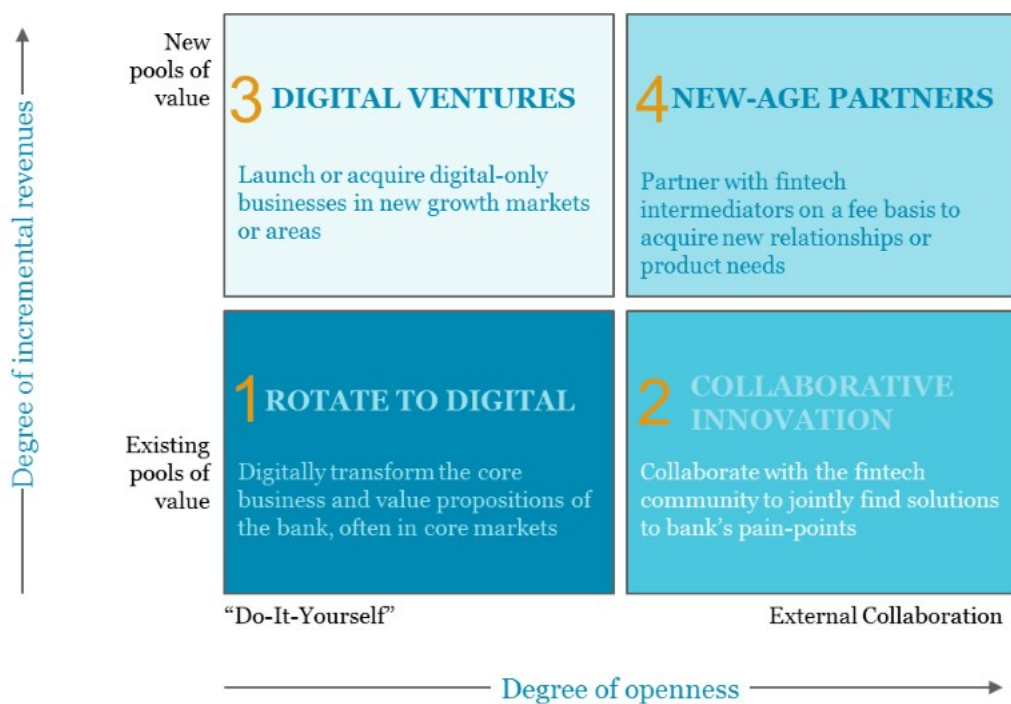 Degree of incremental revenues
New
pools of
value
3 DIGITAL VENTURES
Launch or acquire digital-only
businesses in new growth markets
or areas
4 NEW-AGE PARTNERS
Partner with fintech
intermediators on a fee basis to
acquire new relationships or
product needs
Existing
pools of
value
1 ROTATE TO DIGITAL
Digitally transform the core
business and value propositions of
the bank, often in core markets
2 COLLABORATIVE
INNOVATION
Collaborate with the fintech
community to jointly find solutions
to bank’s pain-points
“Do-It-Yourself”
External Collaboration
Degree of openness